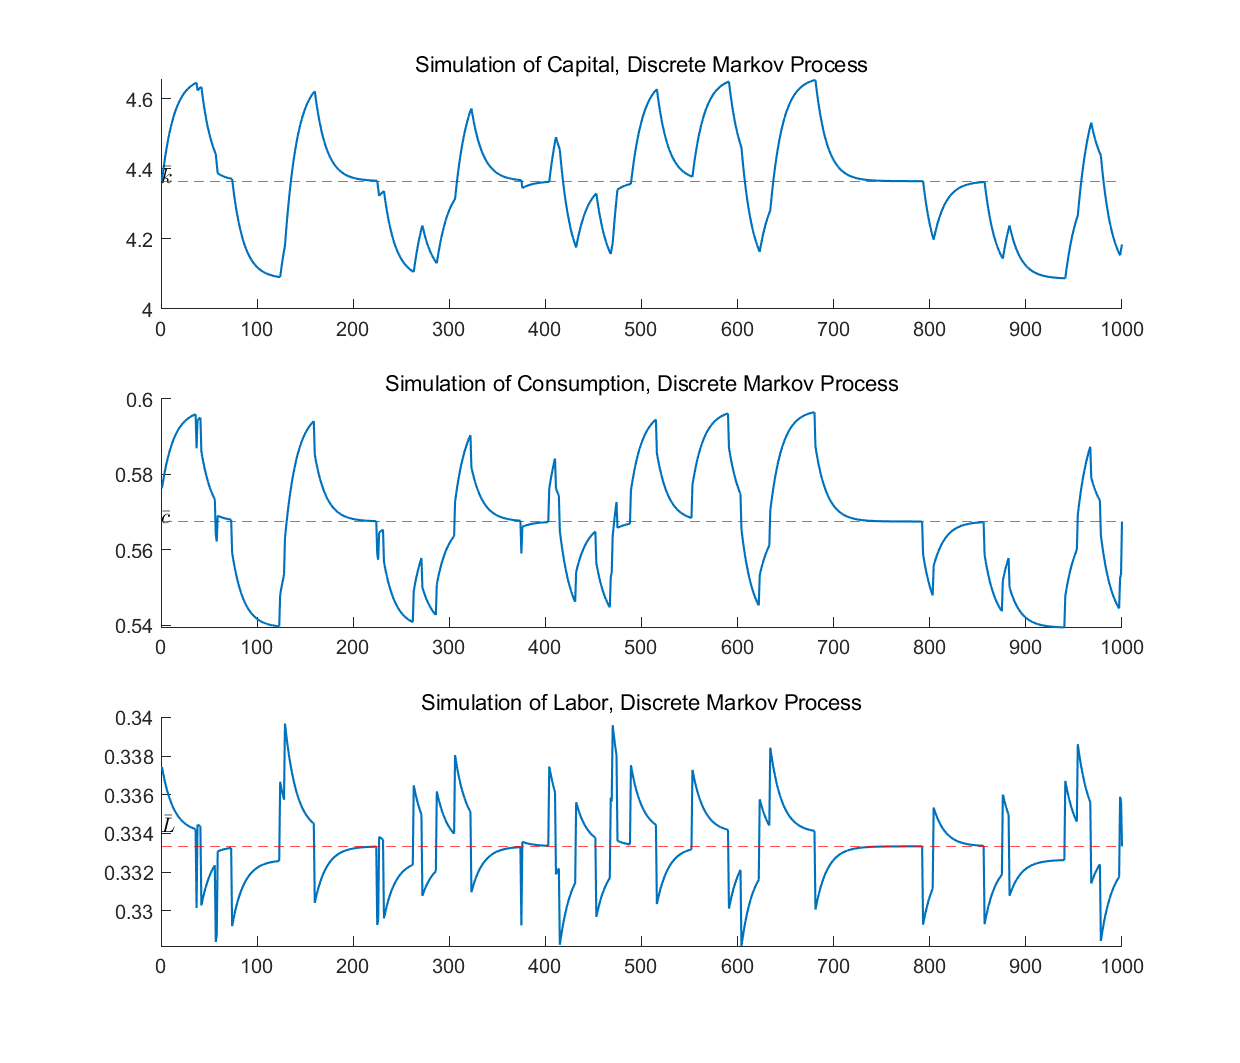 Simulation of Capital, Discrete Markov Process
4.6
4.4
k̄
4.2
4
0 100 200 300 400 500 600 700 800 900 1000
Simulation of Consumption, Discrete Markov Process
0.6
0.58
c̄
0.56
0.54
0 100 200 300 400 500 600 700 800 900 1000
Simulation of Labor, Discrete Markov Process
0.34
0.338
0.336
L̄
0.334
0.332
0.33
0 100 200 300 400 500 600 700 800 900 1000